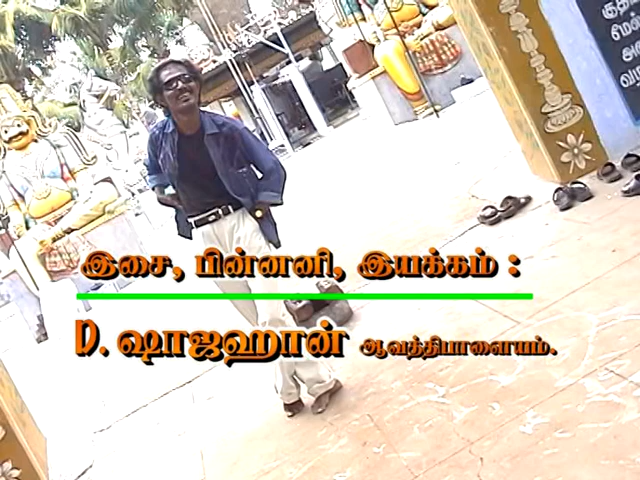 இசை, பின்னனி, இயக்கம் :
D. ஷாஜஹான் ஆவத்திபாளையம்.